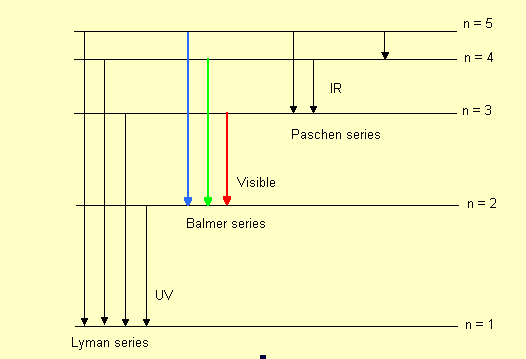 n = 5
n = 4
IR
n = 3
Paschen series
Visible
n = 2
Balmer series
UV
n = 1
Lyman series